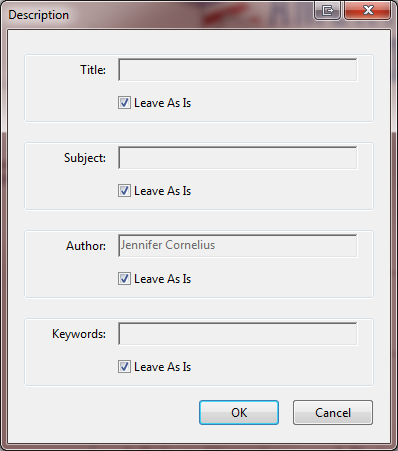 Description
Title:
Leave As Is
Subject:
Leave As Is
Author: Jennifer Cornelius
Leave As Is
Keywords:
Leave As Is
OK Cancel